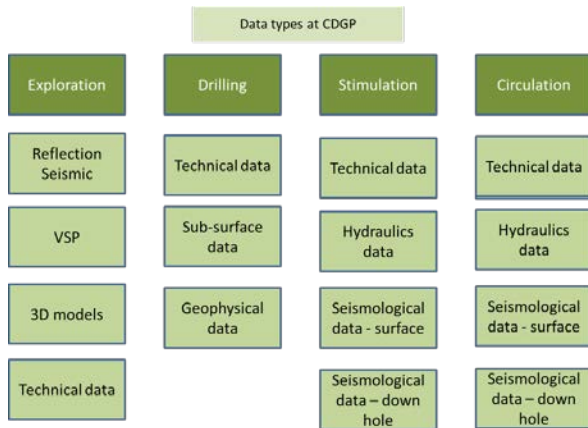 Data types at CDGP
Exploration
Drilling
Stimulation
Circulation
Reflection
Seismic
Technical data
Technical data
Technical data
VSP
Sub-surface
data
Hydraulics
data
Hydraulics
data
3D models
Geophysical
data
Seismological
data - surface
Seismological
data - surface
Technical data
Seismological
data – down
hole
Seismological
data – down
hole